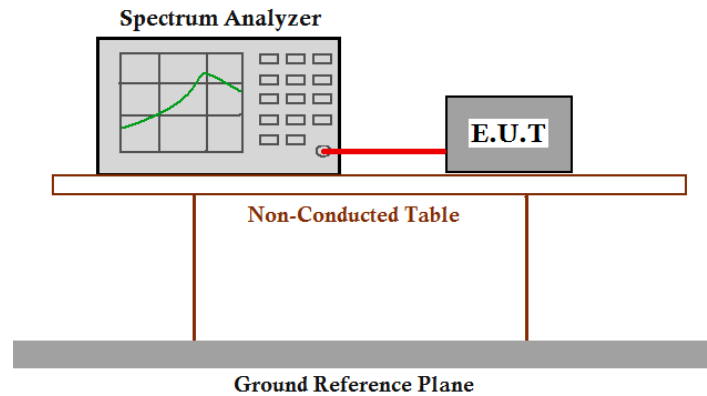 Spectrum Analyzer
E.U.T
Non-Conducted Table
Ground Reference Plane